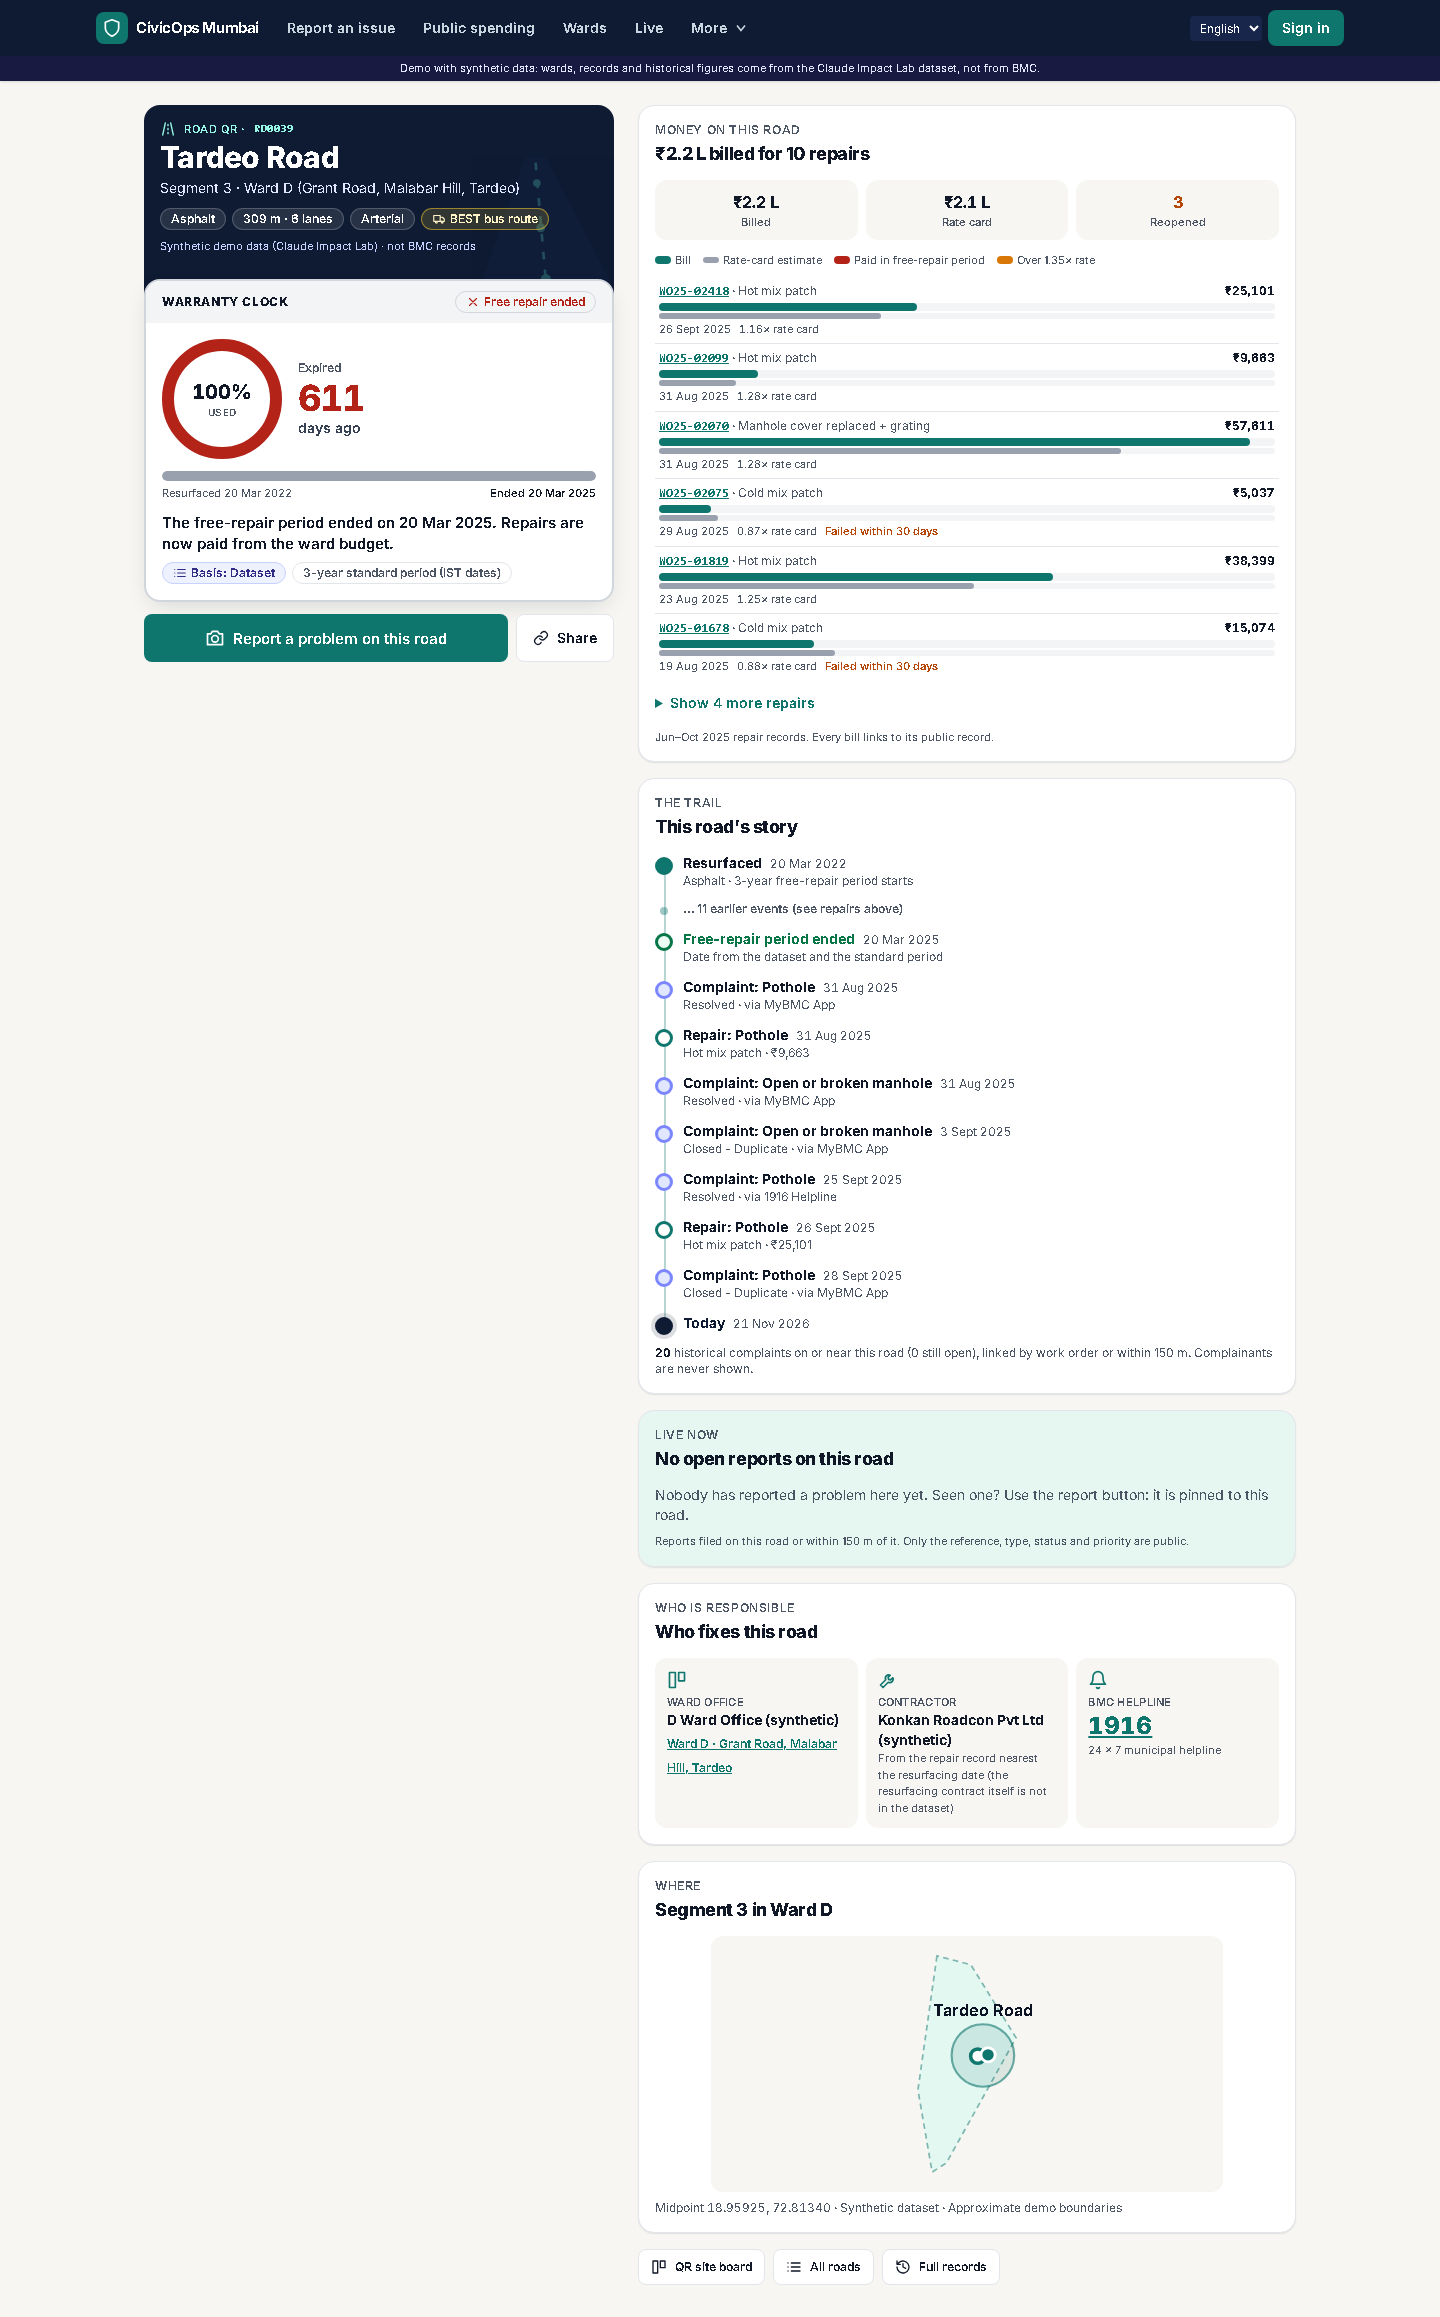 CivicOps Mumbai
Report an issue
Public spending
Wards
Live
More
English
Sign in
Demo with synthetic data: wards, records and historical figures come from the Claude Impact Lab dataset, not from BMC.
ROAD QR · RD0039
Tardeo Road
Segment 3 · Ward D (Grant Road, Malabar Hill, Tardeo)
Asphalt
309 m · 6 lanes
Arterial
BEST bus route
Synthetic demo data (Claude Impact Lab) · not BMC records
WARRANTY CLOCK
Free repair ended
100%
USED
Expired
611
days ago
Resurfaced 20 Mar 2022
Ended 20 Mar 2025
The free-repair period ended on 20 Mar 2025. Repairs are
now paid from the ward budget.
Basis: Dataset
3-year standard period (IST dates)
Report a problem on this road
Share
MONEY ON THIS ROAD
₹2.2 L billed for 10 repairs
₹2.2 L
Billed
₹2.1 L
Rate card
3
Reopened
Bill
Rate-card estimate
Paid in free-repair period
Over 1.35× rate
WO25-02418 · Hot mix patch
₹25,101
26 Sept 2025 1.16× rate card
WO25-02099 · Hot mix patch
₹9,663
31 Aug 2025 1.28× rate card
WO25-02070 · Manhole cover replaced + grating
₹57,611
31 Aug 2025 1.28× rate card
WO25-02075 · Cold mix patch
₹5,037
29 Aug 2025 0.87× rate card Failed within 30 days
WO25-01819 · Hot mix patch
₹38,399
23 Aug 2025 1.25× rate card
WO25-01678 · Cold mix patch
₹15,074
19 Aug 2025 0.88× rate card Failed within 30 days
Show 4 more repairs
Jun–Oct 2025 repair records. Every bill links to its public record.
THE TRAIL
This road's story
Resurfaced 20 Mar 2022
Asphalt · 3-year free-repair period starts
... 11 earlier events (see repairs above)
Free-repair period ended 20 Mar 2025
Date from the dataset and the standard period
Complaint: Pothole 31 Aug 2025
Resolved · via MyBMC App
Repair: Pothole 31 Aug 2025
Hot mix patch · ₹9,663
Complaint: Open or broken manhole 31 Aug 2025
Resolved · via MyBMC App
Complaint: Open or broken manhole 3 Sept 2025
Closed - Duplicate · via MyBMC App
Complaint: Pothole 25 Sept 2025
Resolved · via 1916 Helpline
Repair: Pothole 26 Sept 2025
Hot mix patch · ₹25,101
Complaint: Pothole 28 Sept 2025
Closed - Duplicate · via MyBMC App
Today 21 Nov 2026
20 historical complaints on or near this road (0 still open), linked by work order or within 150 m. Complainants
are never shown.
LIVE NOW
No open reports on this road
Nobody has reported a problem here yet. Seen one? Use the report button: it is pinned to this
road.
Reports filed on this road or within 150 m of it. Only the reference, type, status and priority are public.
WHO IS RESPONSIBLE
Who fixes this road
WARD OFFICE
D Ward Office (synthetic)
Ward D · Grant Road, Malabar
Hill, Tardeo
CONTRACTOR
Konkan Roadcon Pvt Ltd
(synthetic)
From the repair record nearest
the resurfacing date (the
resurfacing contract itself is not
in the dataset)
BMC HELPLINE
1916
24 × 7 municipal helpline
WHERE
Segment 3 in Ward D
Tardeo Road
Midpoint 18.95925, 72.81340 · Synthetic dataset · Approximate demo boundaries
QR site board
All roads
Full records